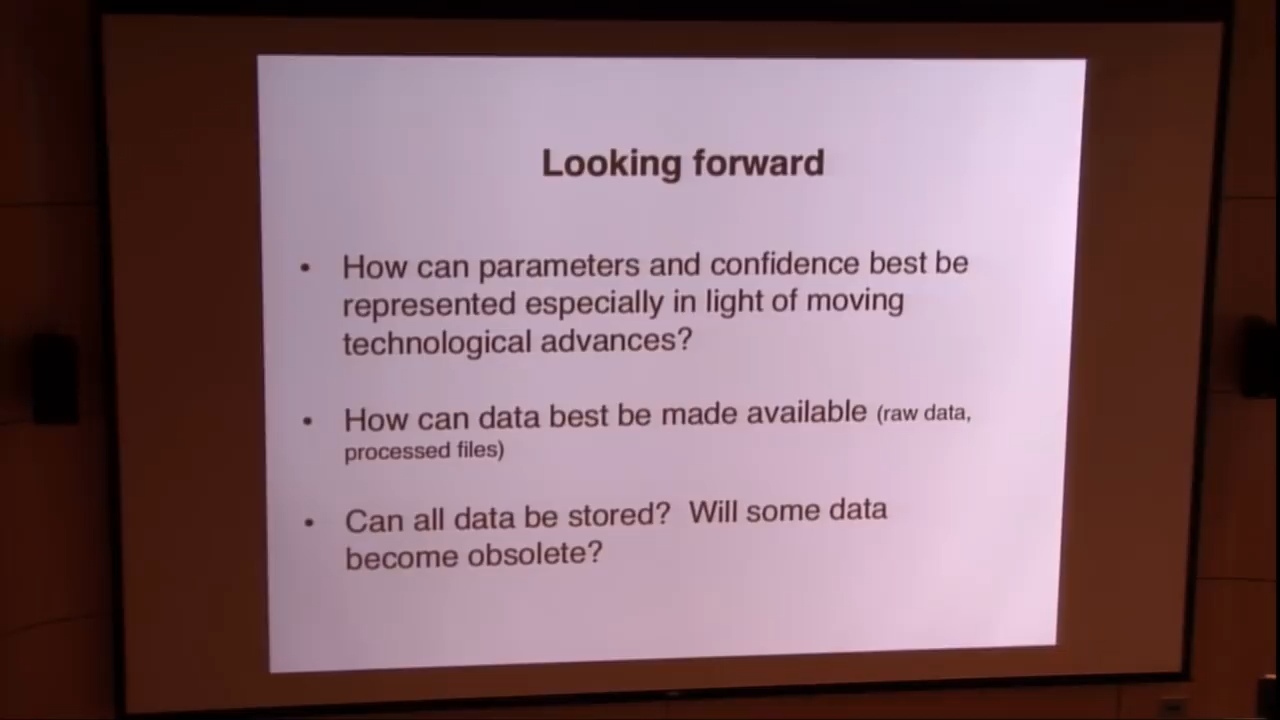 Looking forward
• How can parameters and confidence best be
represented especially in light of moving
technological advances?
• How can data best be made available (raw data,
processed files)
• Can all data be stored?  Will some data
become obsolete?